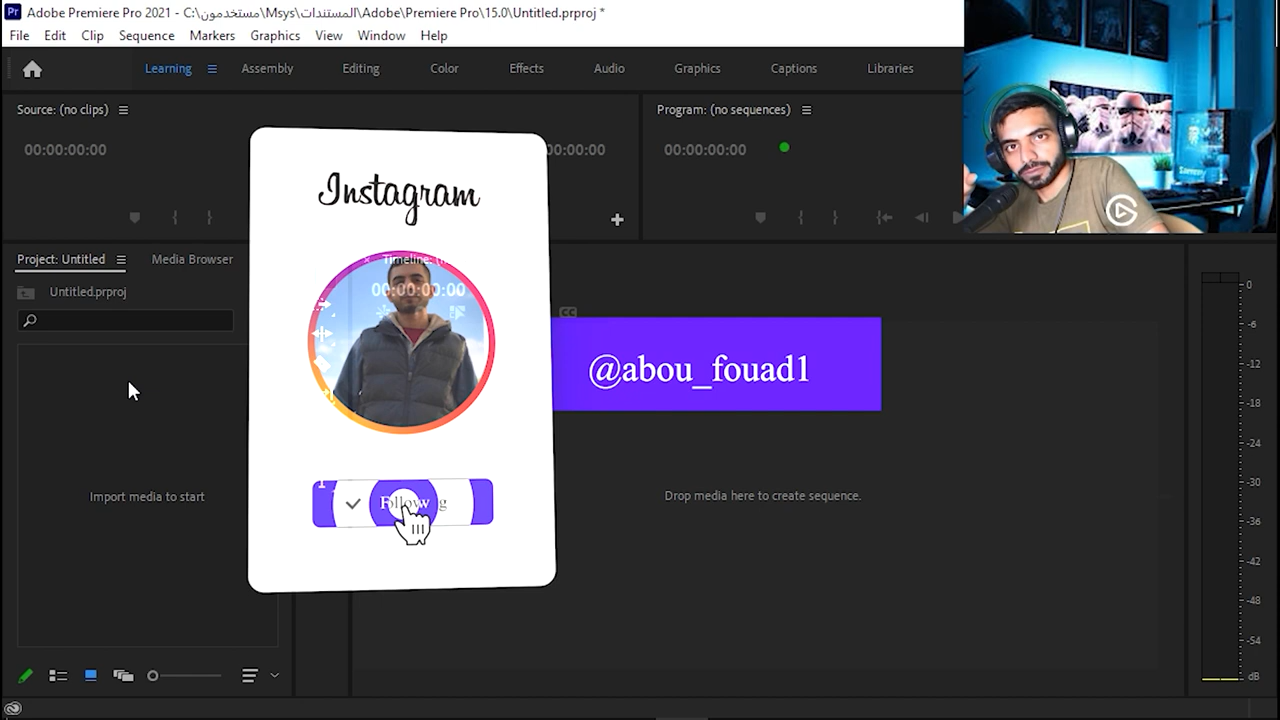 Adobe Premiere Pro 2021 - C:\مستخدمون\Msys\المستندات\Adobe\Premiere Pro\15.0\Untitled.prproj *
File Edit Clip Sequence Markers Graphics View Window Help
Learning Assembly Editing Color Effects Audio Graphics Captions Libraries
Source: (no clips)
Program: (no sequences)
00:00:00:00
00:00:00:00
00:00:00:00
Instagram
Project: Untitled
Media Browser
Timeline: (n
Untitled.prproj
00:00:00:00
@abou_fouad1
Import media to start
Following
Drop media here to create sequence.
0
-6
-12
-18
-24
-30
-36
-42
-48
-54
dB